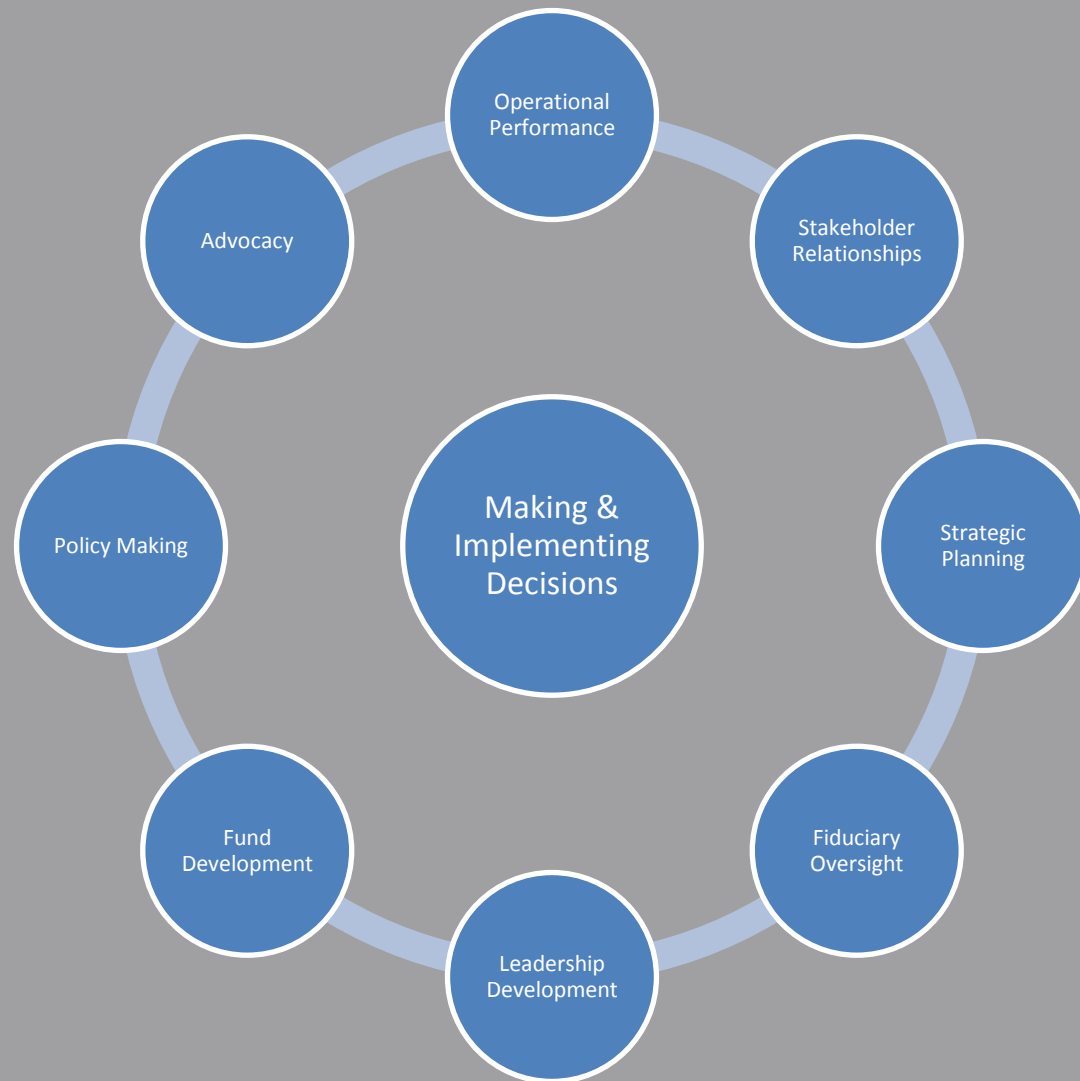 Operational
Performance
Stakeholder
Relationships
Strategic
Planning
Fiduciary
Oversight
Leadership
Development
Fund
Development
Policy Making
Advocacy
Making &
Implementing
Decisions